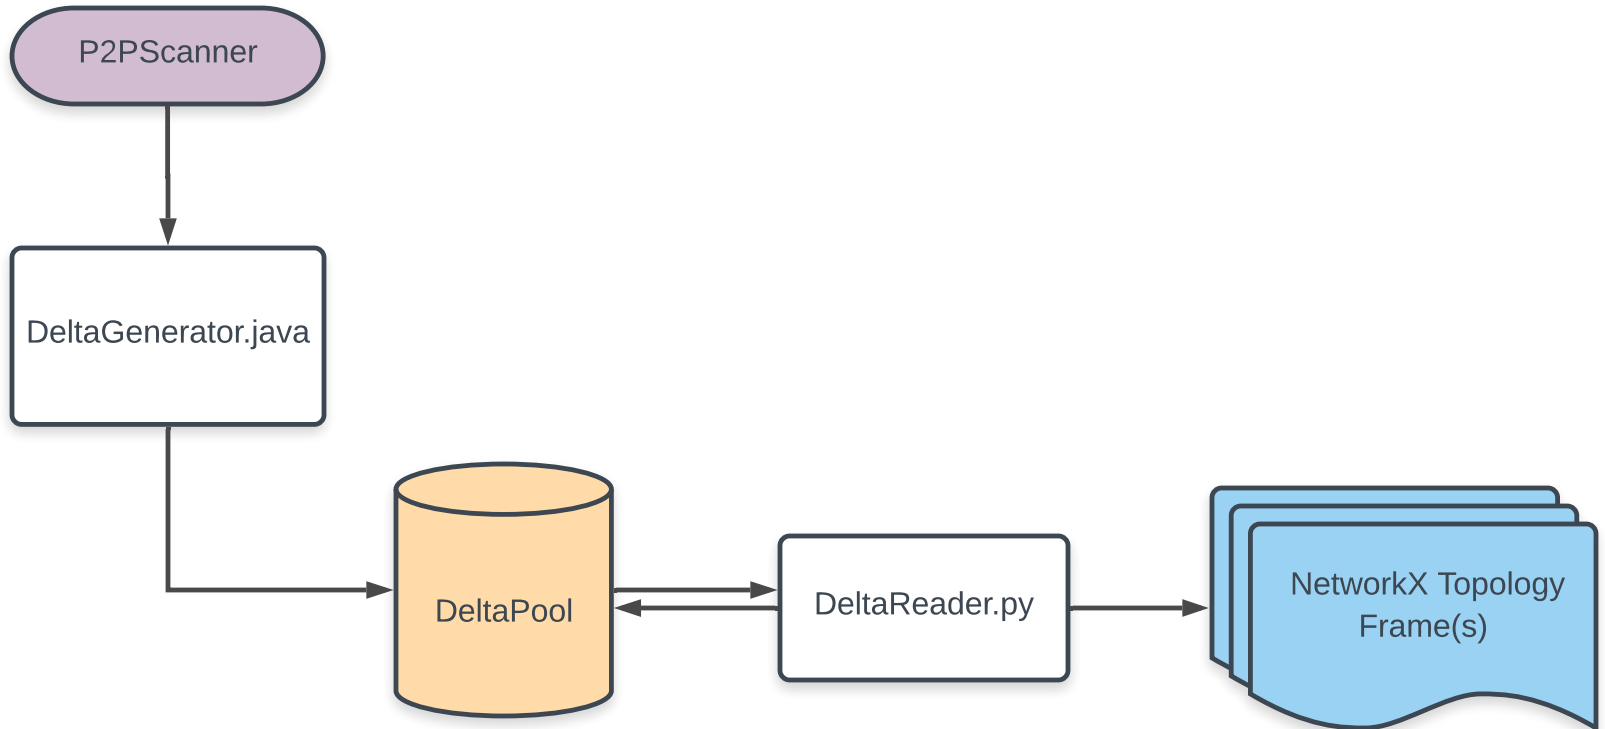 P2PScanner
DeltaGenerator.java
DeltaPool
DeltaReader.py
NetworkX Topology
Frame(s)